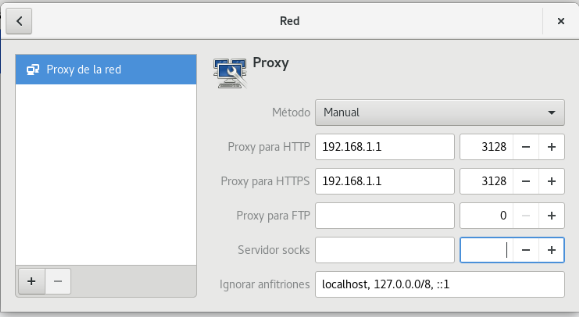 Red
Proxy de la red
Proxy
Método Manual
Proxy para HTTP 192.168.1.1 3128 − +
Proxy para HTTPS 192.168.1.1 3128 − +
Proxy para FTP 0 − +
Servidor socks − +
Ignorar anfitriones localhost, 127.0.0.0/8, ::1
+ −